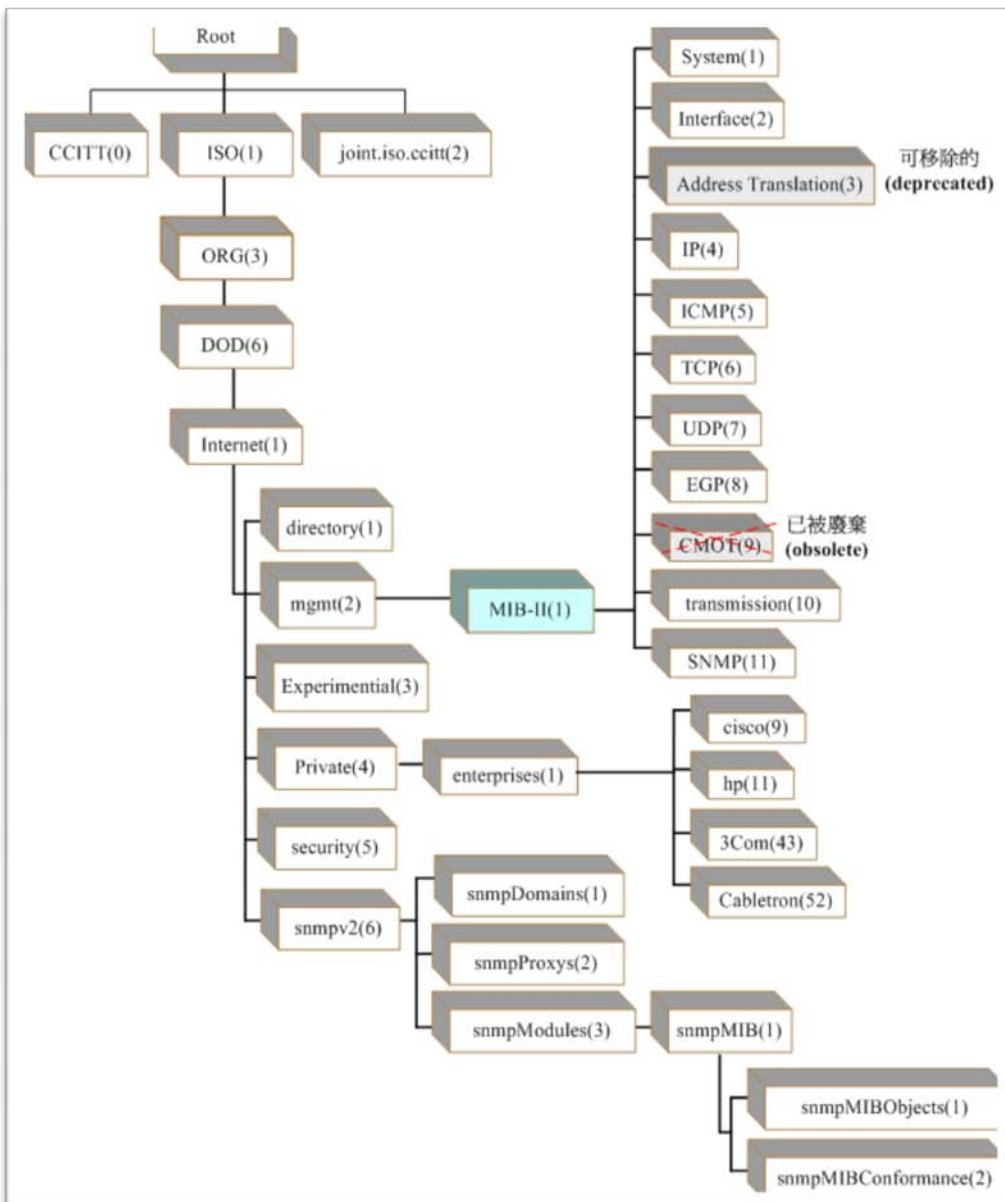 Root
CCITT(0)
ISO(1)
joint.iso.ccitt(2)
ORG(3)
DOD(6)
Internet(1)
directory(1)
mgmt(2)
Experimential(3)
Private(4)
security(5)
snmpv2(6)
MIB-II(1)
System(1)
Interface(2)
Address Translation(3)
可移除的
(deprecated)
IP(4)
ICMP(5)
TCP(6)
UDP(7)
EGP(8)
CMOT(9)
已被廢棄
(obsolete)
transmission(10)
SNMP(11)
enterprises(1)
cisco(9)
hp(11)
3Com(43)
Cabletron(52)
snmpDomains(1)
snmpProxys(2)
snmpModules(3)
snmpMIB(1)
snmpMIBObjects(1)
snmpMIBConformance(2)